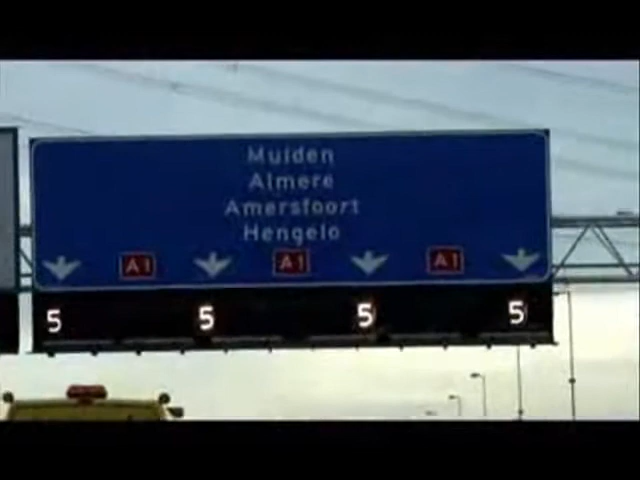 Muiden
Almere
Amersfoort
Hengelo
A1 A1 A1
5 5 5 5